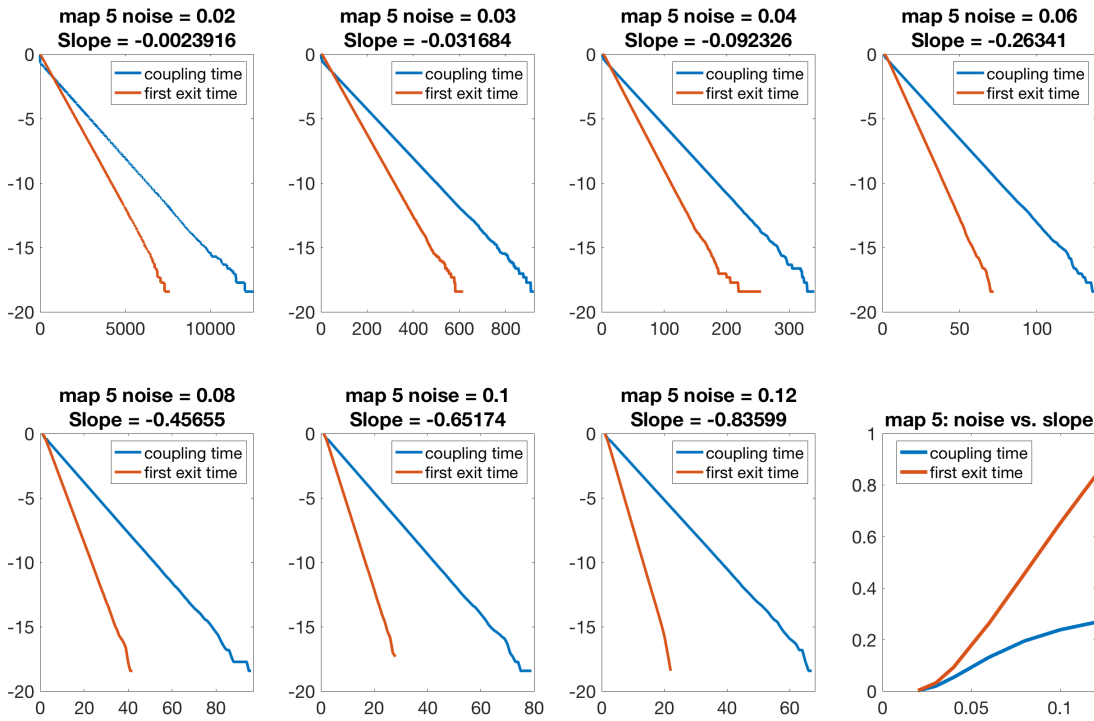 map 5 noise = 0.02
Slope = -0.0023916
coupling time
first exit time
0
-5
-10
-15
-20
0 5000 10000
map 5 noise = 0.03
Slope = -0.031684
coupling time
first exit time
0
-5
-10
-15
-20
0 200 400 600 800
map 5 noise = 0.04
Slope = -0.092326
coupling time
first exit time
0
-5
-10
-15
-20
0 100 200 300
map 5 noise = 0.06
Slope = -0.26341
coupling time
first exit time
0
-5
-10
-15
-20
0 50 100
map 5 noise = 0.08
Slope = -0.45655
coupling time
first exit time
0
-5
-10
-15
-20
0 20 40 60 80
map 5 noise = 0.1
Slope = -0.65174
coupling time
first exit time
0
-5
-10
-15
-20
0 20 40 60 80
map 5 noise = 0.12
Slope = -0.83599
coupling time
first exit time
0
-5
-10
-15
-20
0 20 40 60
map 5: noise vs. slope
coupling time
first exit time
1
0.8
0.6
0.4
0.2
0
0 0.05 0.1